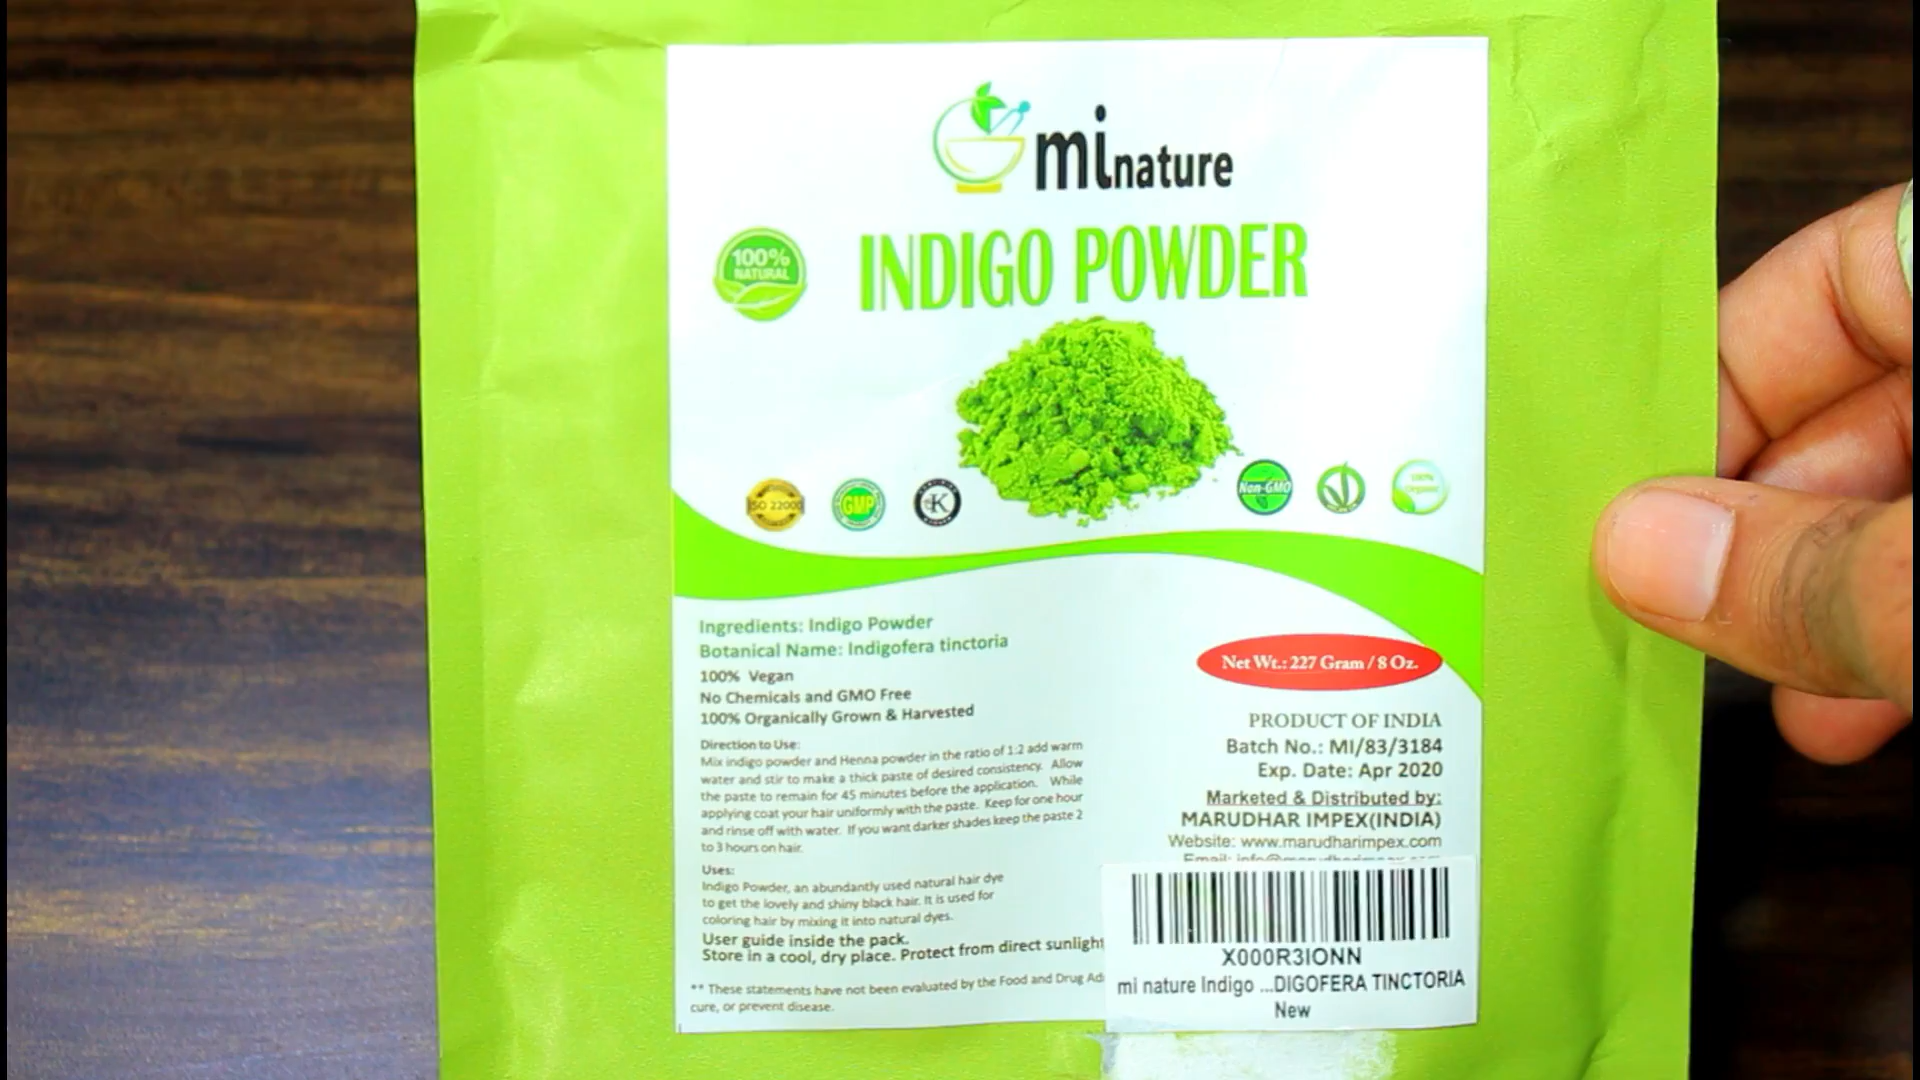 mi nature
100% NATURAL
INDIGO POWDER
ISO 22000
GMP
K
Non-GMO
100% Organic
Ingredients: Indigo Powder
Botanical Name: Indigofera tinctoria
100% Vegan
No Chemicals and GMO Free
100% Organically Grown & Harvested
Direction to Use:
Mix indigo powder and Henna powder in the ratio of 1:2 add warm
water and stir to make a thick paste of desired consistency. Allow
the paste to remain for 45 minutes before the application. While
applying coat your hair uniformly with the paste. Keep for one hour
and rinse off with water. If you want darker shades keep the paste 2
to 3 hours on hair.
Uses:
Indigo Powder, an abundantly used natural hair dye
to get the lovely and shiny black hair. It is used for
coloring hair by mixing it into natural dyes.
User guide inside the pack.
Store in a cool, dry place. Protect from direct sunlight
** These statements have not been evaluated by the Food and Drug Ad
cure, or prevent disease.
Net Wt.: 227 Gram / 8 Oz.
PRODUCT OF INDIA
Batch No.: MI/83/3184
Exp. Date: Apr 2020
Marketed & Distributed by:
MARUDHAR IMPEX(INDIA)
Website: www.marudharimpex.com
X000R3IONN
mi nature Indigo ...DIGOFERA TINCTORIA
New